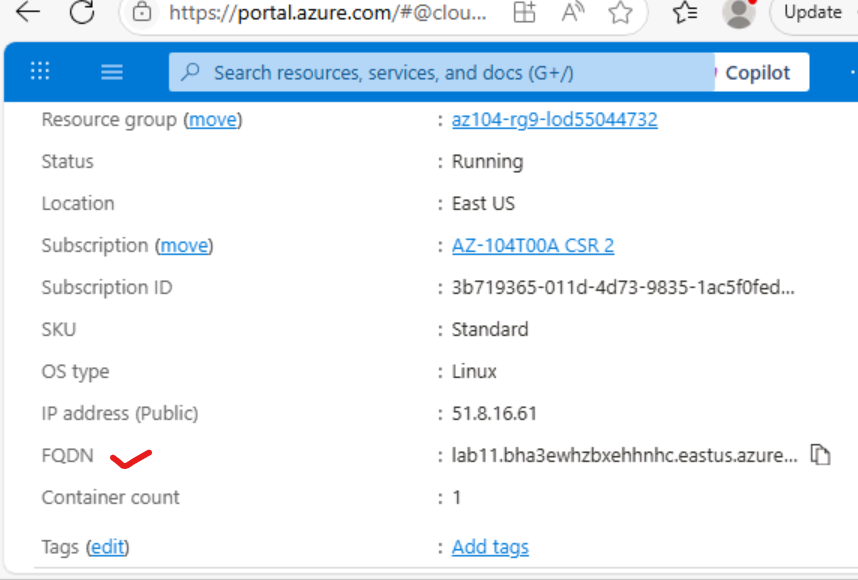 https://portal.azure.com/#@clou...
Update
Search resources, services, and docs (G+/)
Copilot
Resource group (move) : az104-rg9-lod55044732
Status : Running
Location : East US
Subscription (move) : AZ-104T00A CSR 2
Subscription ID : 3b719365-011d-4d73-9835-1ac5f0fed...
SKU : Standard
OS type : Linux
IP address (Public) : 51.8.16.61
FQDN : lab11.bha3ewhzbxehhnhc.eastus.azure...
Container count : 1
Tags (edit) : Add tags